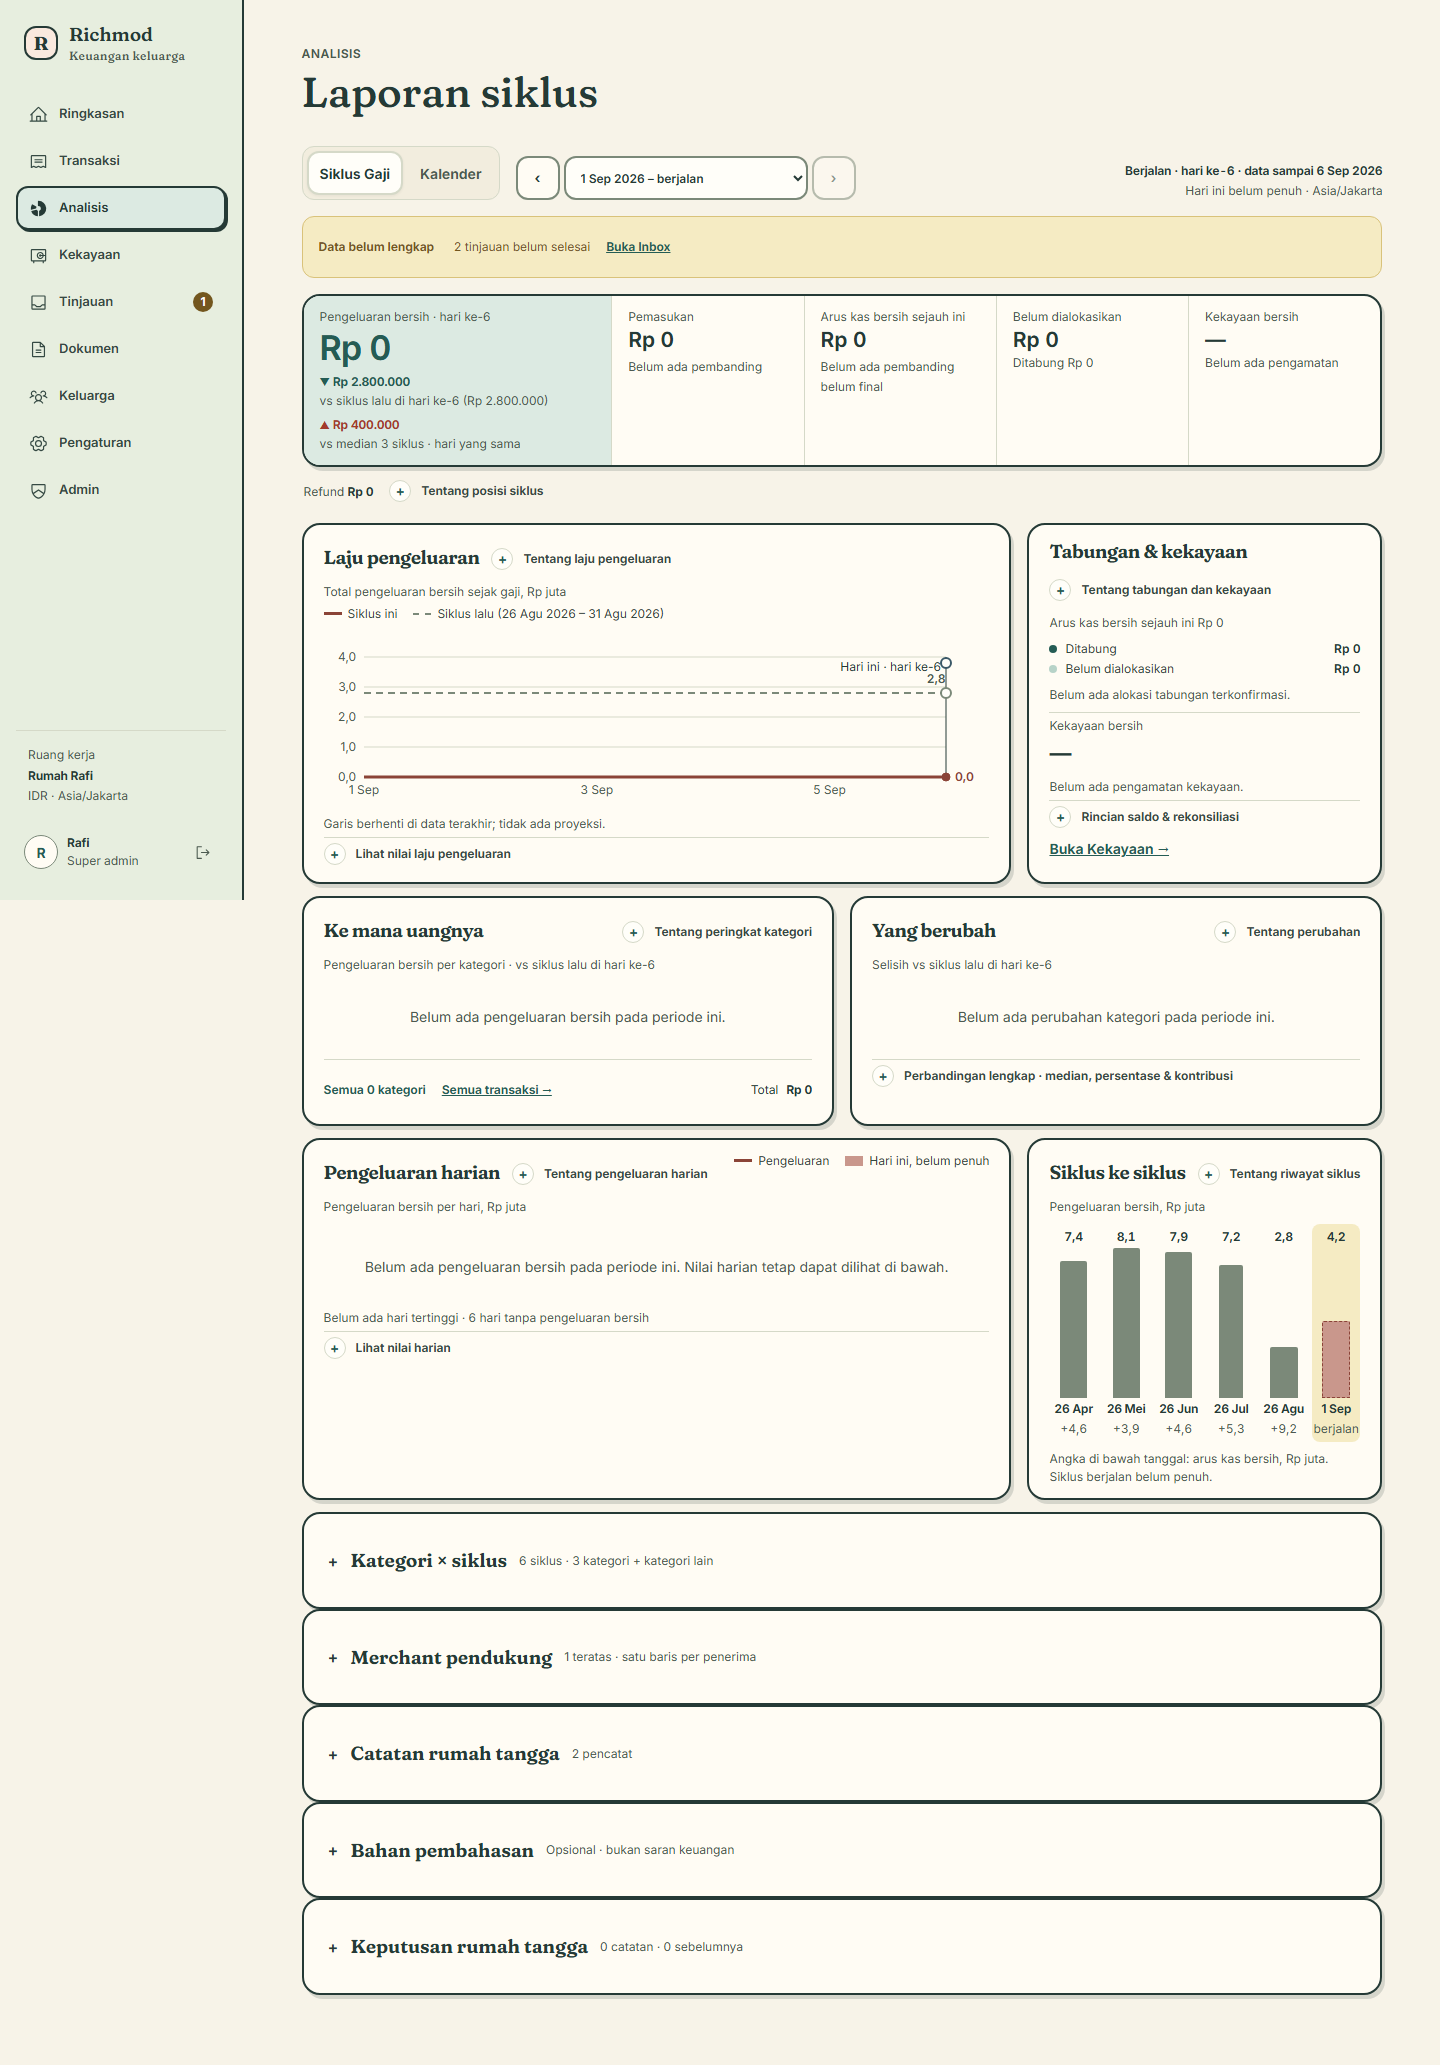 R
Richmod
Keuangan keluarga
Ringkasan
Transaksi
Analisis
Kekayaan
Tinjauan
1
Dokumen
Keluarga
Pengaturan
Admin
Ruang kerja
Rumah Rafi
IDR · Asia/Jakarta
R
Rafi
Super admin
ANALISIS
Laporan siklus
Siklus Gaji
Kalender
‹
1 Sep 2026 – berjalan
›
Berjalan · hari ke-6 · data sampai 6 Sep 2026
Hari ini belum penuh · Asia/Jakarta
Data belum lengkap 2 tinjauan belum selesai Buka Inbox
Pengeluaran bersih · hari ke-6
Rp 0
▼ Rp 2.800.000
vs siklus lalu di hari ke-6 (Rp 2.800.000)
▲ Rp 400.000
vs median 3 siklus · hari yang sama
Pemasukan
Rp 0
Belum ada pembanding
Arus kas bersih sejauh ini
Rp 0
Belum ada pembanding
belum final
Belum dialokasikan
Rp 0
Ditabung Rp 0
Kekayaan bersih
—
Belum ada pengamatan
Refund Rp 0 + Tentang posisi siklus
Laju pengeluaran + Tentang laju pengeluaran
Total pengeluaran bersih sejak gaji, Rp juta
Siklus ini Siklus lalu (26 Agu 2026 – 31 Agu 2026)
4,0
3,0
2,0
1,0
0,0
Hari ini · hari ke-6
2,8
0,0
1 Sep
3 Sep
5 Sep
Garis berhenti di data terakhir; tidak ada proyeksi.
+ Lihat nilai laju pengeluaran
Tabungan & kekayaan
+ Tentang tabungan dan kekayaan
Arus kas bersih sejauh ini Rp 0
Ditabung Rp 0
Belum dialokasikan Rp 0
Belum ada alokasi tabungan terkonfirmasi.
Kekayaan bersih
—
Belum ada pengamatan kekayaan.
+ Rincian saldo & rekonsiliasi
Buka Kekayaan →
Ke mana uangnya + Tentang peringkat kategori
Pengeluaran bersih per kategori · vs siklus lalu di hari ke-6
Belum ada pengeluaran bersih pada periode ini.
Semua 0 kategori Semua transaksi → Total Rp 0
Yang berubah + Tentang perubahan
Selisih vs siklus lalu di hari ke-6
Belum ada perubahan kategori pada periode ini.
+ Perbandingan lengkap · median, persentase & kontribusi
Pengeluaran harian + Tentang pengeluaran harian
Pengeluaran Hari ini, belum penuh
Pengeluaran bersih per hari, Rp juta
Belum ada pengeluaran bersih pada periode ini. Nilai harian tetap dapat dilihat di bawah.
Belum ada hari tertinggi · 6 hari tanpa pengeluaran bersih
+ Lihat nilai harian
Siklus ke siklus + Tentang riwayat siklus
Pengeluaran bersih, Rp juta
7,4 8,1 7,9 7,2 2,8 4,2
26 Apr 26 Mei 26 Jun 26 Jul 26 Agu 1 Sep
+4,6 +3,9 +4,6 +5,3 +9,2 berjalan
Angka di bawah tanggal: arus kas bersih, Rp juta.
Siklus berjalan belum penuh.
+ Kategori × siklus 6 siklus · 3 kategori + kategori lain
+ Merchant pendukung 1 teratas · satu baris per penerima
+ Catatan rumah tangga 2 pencatat
+ Bahan pembahasan Opsional · bukan saran keuangan
+ Keputusan rumah tangga 0 catatan · 0 sebelumnya